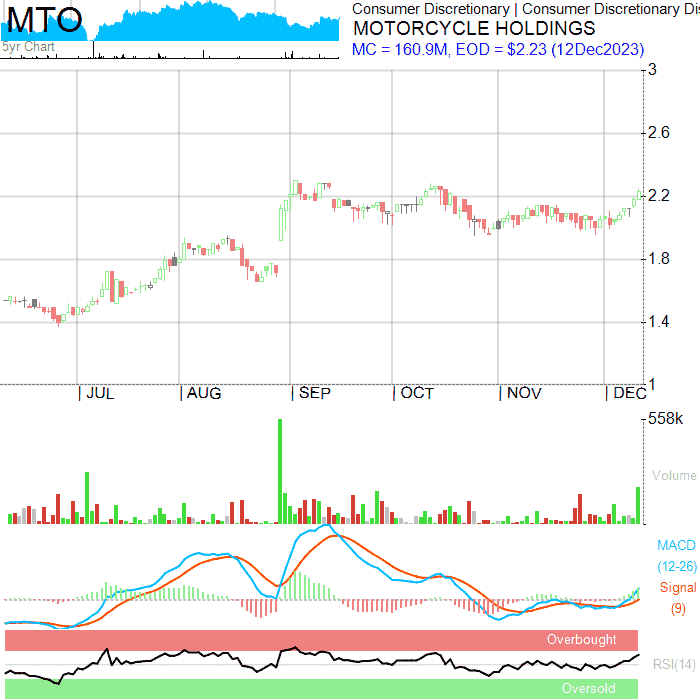 MTO
5yr Chart
Consumer Discretionary | Consumer Discretionary Dis
MOTORCYCLE HOLDINGS
MC = 160.9M, EOD = $2.23 (12Dec2023)
3
2.6
2.2
1.8
1.4
1
JUL AUG SEP OCT NOV DEC
558k
Volume
MACD
(12-26)
Signal
(9)
Overbought
RSI(14)
Oversold